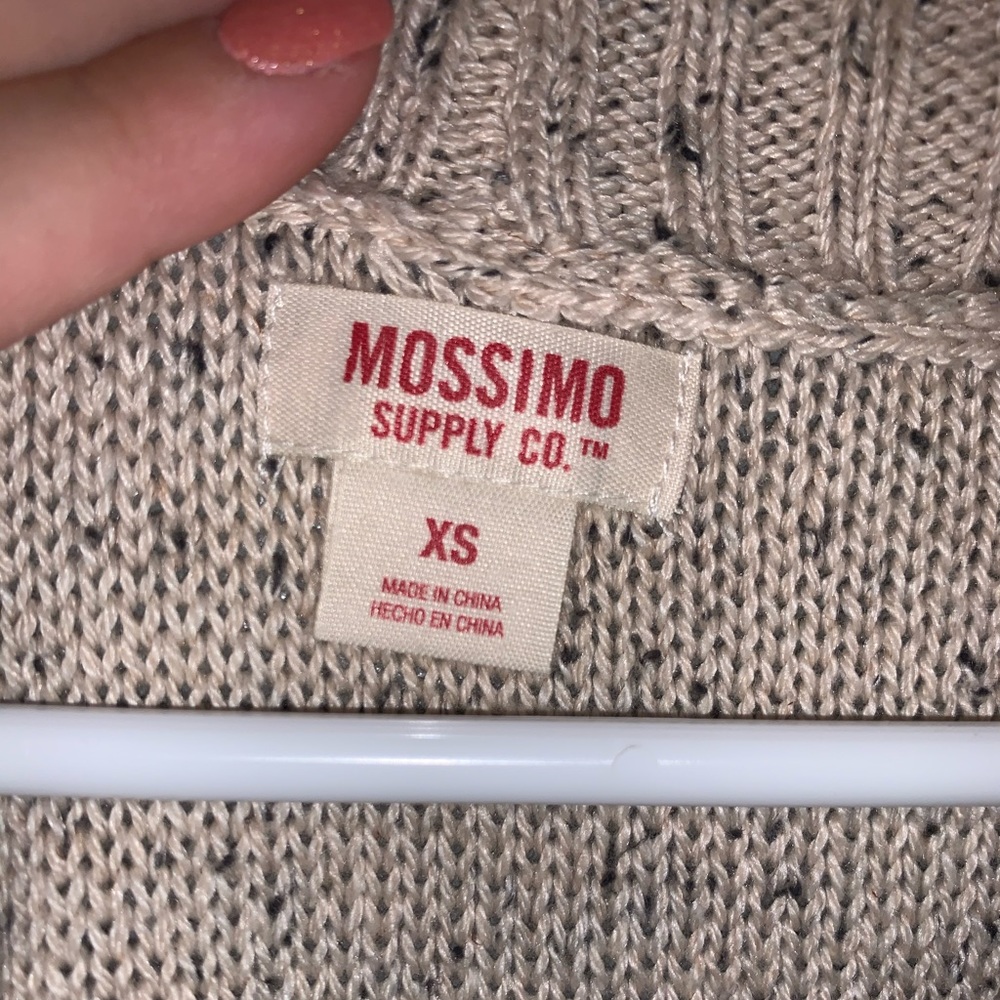 MOSSIMO
SUPPLY CO.™
XS
MADE IN CHINA
HECHO EN CHINA